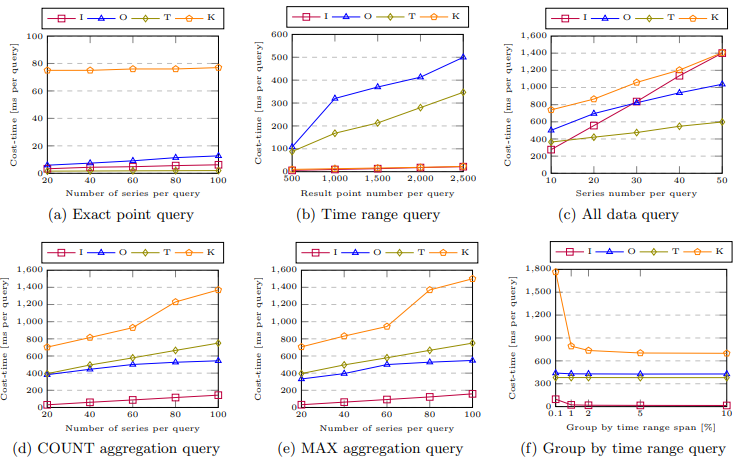 I O T K
Cost-time [ms per query]
100
80
60
40
20
0
20 40 60 80 100
Number of series per query
(a) Exact point query
I O T K
Cost-time [ms per query]
600
500
400
300
200
100
0
500 1,000 1,500 2,000 2,500
Result point number per query
(b) Time range query
I O T K
Cost-time [ms per query]
1,600
1,400
1,200
1,000
800
600
400
200
0
10 20 30 40 50
Series number per query
(c) All data query
I O T K
Cost-time [ms per query]
1,600
1,400
1,200
1,000
800
600
400
200
0
20 40 60 80 100
Number of series per query
(d) COUNT aggregation query
I O T K
Cost-time [ms per query]
1,600
1,400
1,200
1,000
800
600
400
200
0
20 40 60 80 100
Number of series per query
(e) MAX aggregation query
I O T K
Cost-time [ms per query]
1,800
1,500
1,200
900
600
300
0
0.1 1 2 5 10
Group by time range span [%]
(f) Group by time range query